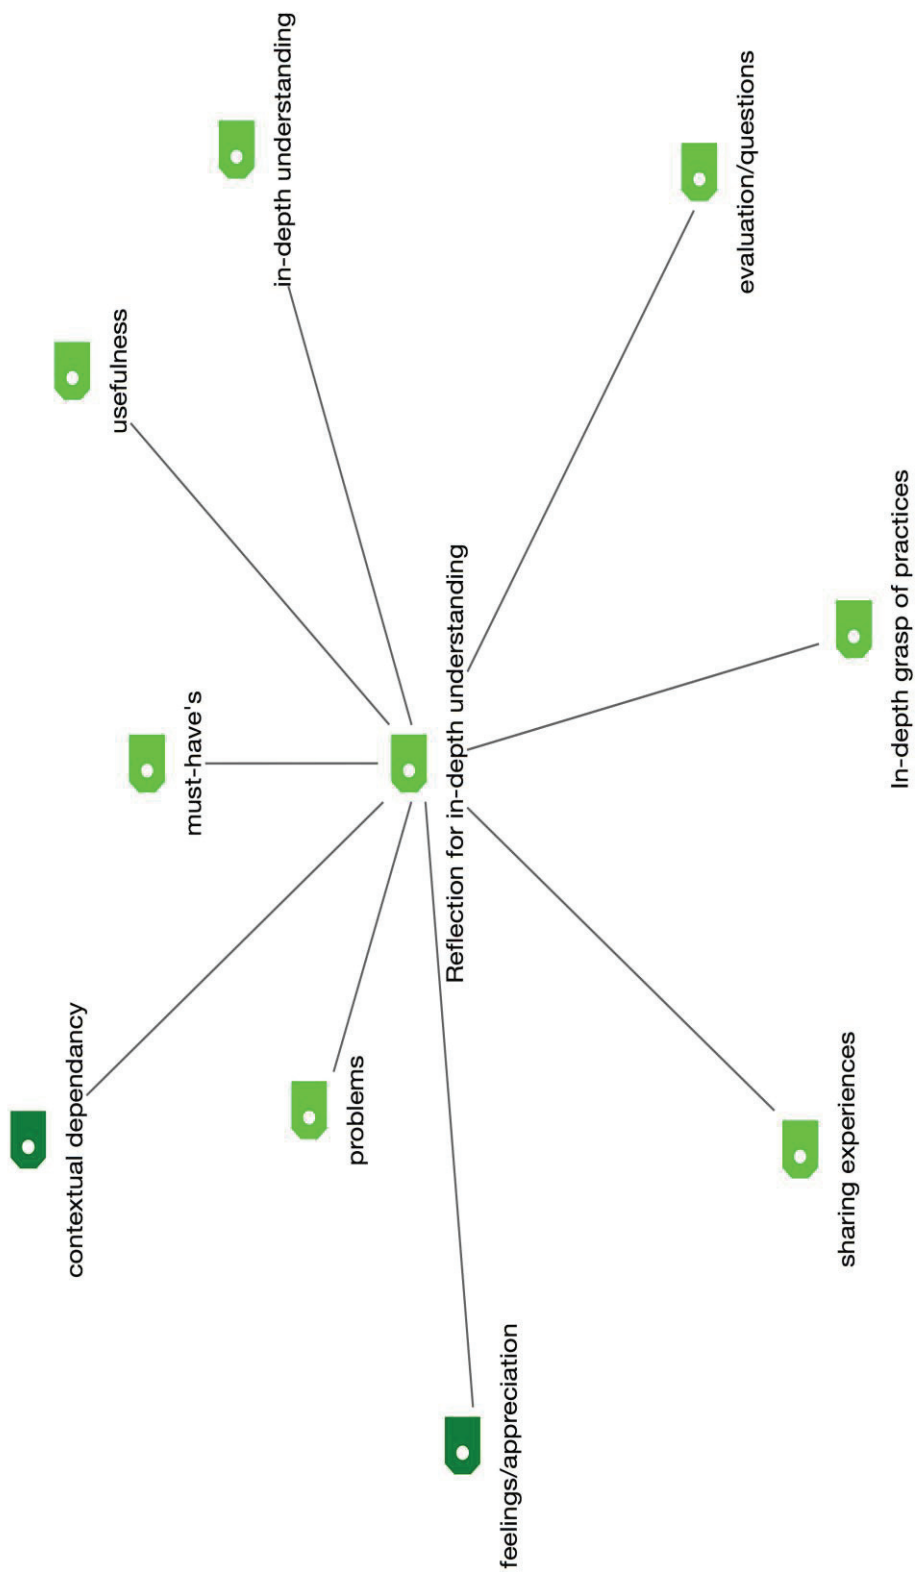 contextual dependancy
must-have's
usefulness
in-depth understanding
problems
Reflection for in-depth understanding
feelings/appreciation
evaluation/questions
sharing experiences
In-depth grasp of practices